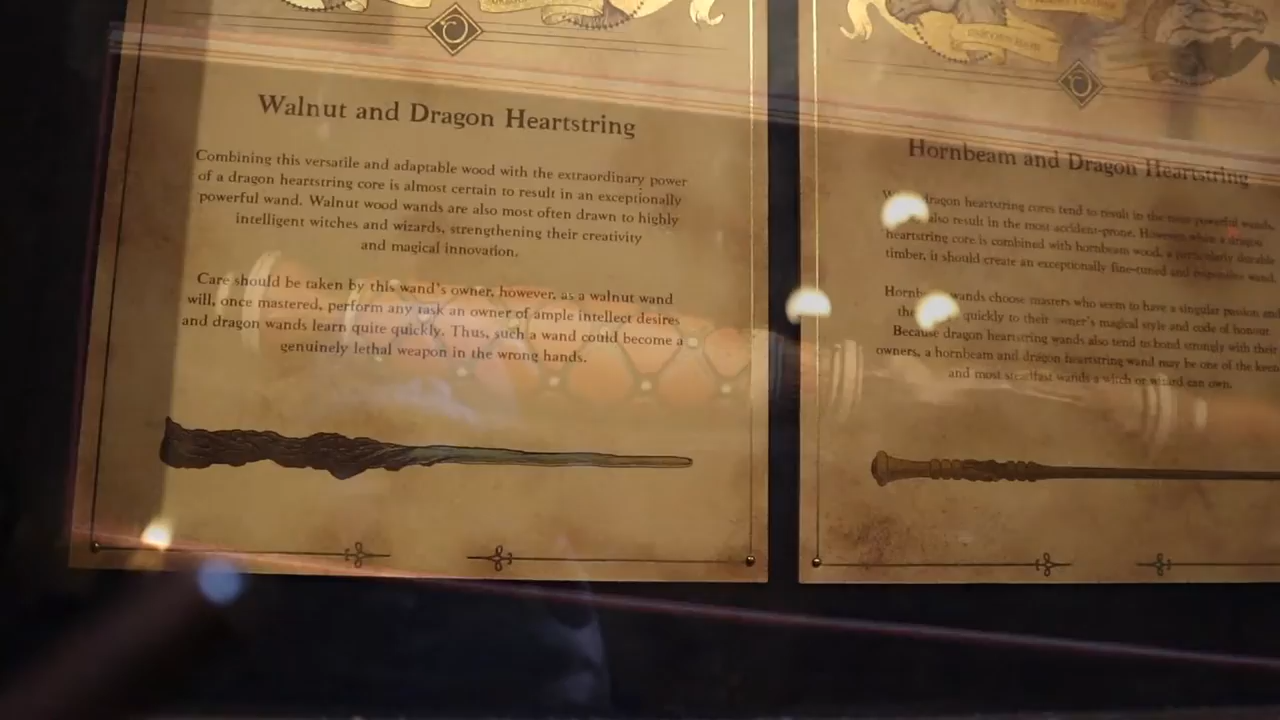 Walnut and Dragon Heartstring
Combining this versatile and adaptable wood with the extraordinary power
of a dragon heartstring core is almost certain to result in an exceptionally
powerful wand. Walnut wood wands are also most often drawn to highly
intelligent witches and wizards, strengthening their creativity
and magical innovation.
Care should be taken by this wand's owner, however, as a walnut wand
will, once mastered, perform any task an owner of ample intellect desires
and dragon wands learn quite quickly. Thus, such a wand could become a
genuinely lethal weapon in the wrong hands.
UNICORN HAIR
Hornbeam and Dragon Heartstring
dragon heartstring cores tend to result in the most powerful wands,
also result in the most accident-prone. However when a dragon
heartstring core is combined with hornbeam wood, a particularly durable
timber, it should create an exceptionally fine-tuned and responsive wand.
wands choose masters who seem to have a singular passion and
quickly to their owner's magical style and code of honour.
Because dragon heartstring wands also tend to bond strongly with their
owners, a hornbeam and dragon heartstring wand may be one of the
and most steadfast wands a witch or wizard can own.